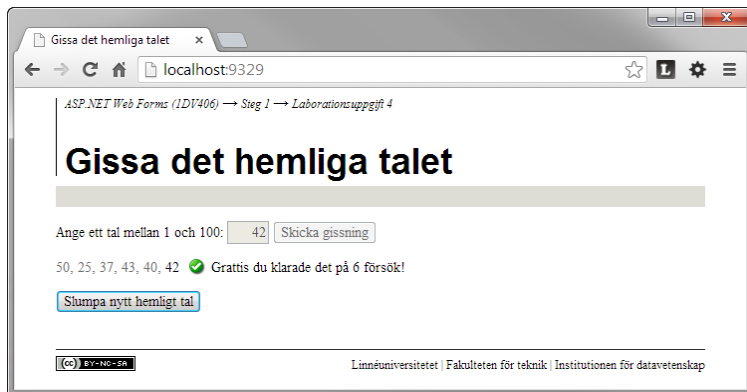 Gissa det hemliga talet
localhost:9329
ASP.NET Web Forms (1DV406) → Steg 1 → Laborationsuppgift 4
Gissa det hemliga talet
Ange ett tal mellan 1 och 100: 42 Skicka gissning
50, 25, 37, 43, 40, 42 Grattis du klarade det på 6 försök!
Slumpa nytt hemligt tal
(cc) BY-NC-SA Linnéuniversitetet | Fakulteten för teknik | Institutionen för datavetenskap